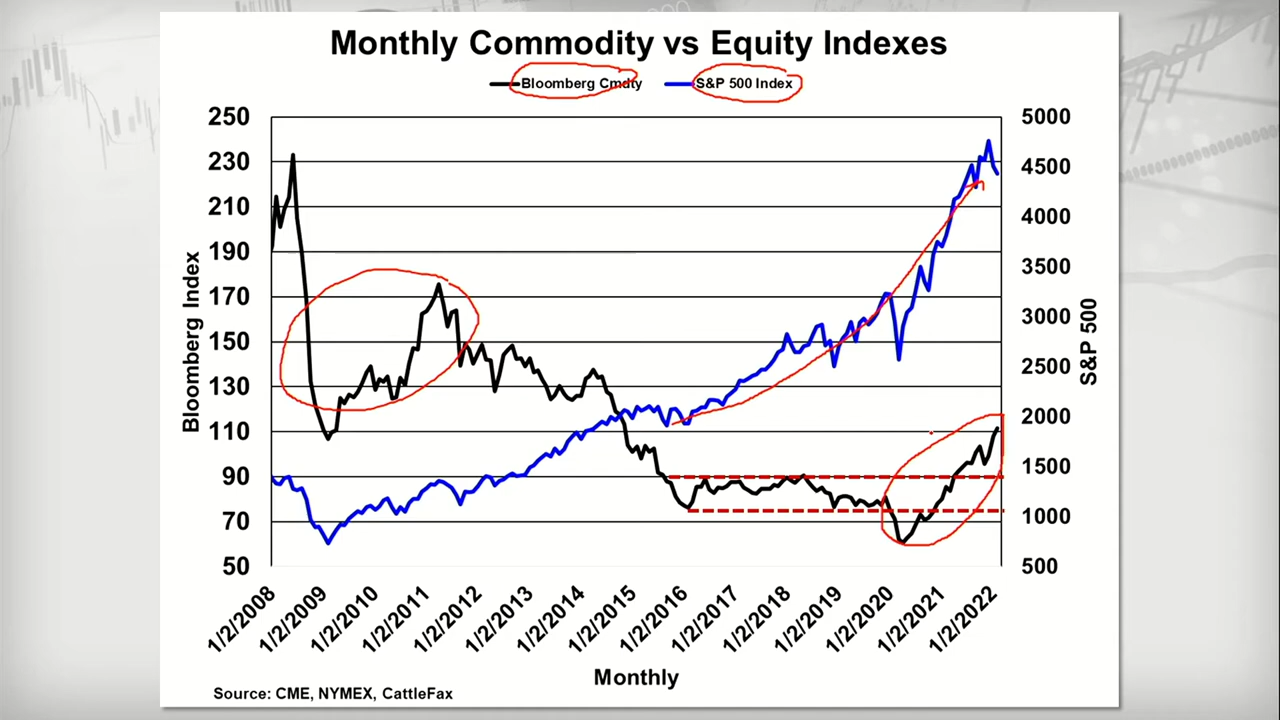 Monthly Commodity vs Equity Indexes
Bloomberg Cmdty S&P 500 Index
250 5000
230 4500
210 4000
190 3500
170 3000
150 2500
130 2000
110 1500
90 1000
70 500
50
Bloomberg Index
S&P 500
1/2/2008 1/2/2009 1/2/2010 1/2/2011 1/2/2012 1/2/2013 1/2/2014 1/2/2015 1/2/2016 1/2/2017 1/2/2018 1/2/2019 1/2/2020 1/2/2021 1/2/2022
Monthly
Source: CME, NYMEX, CattleFax